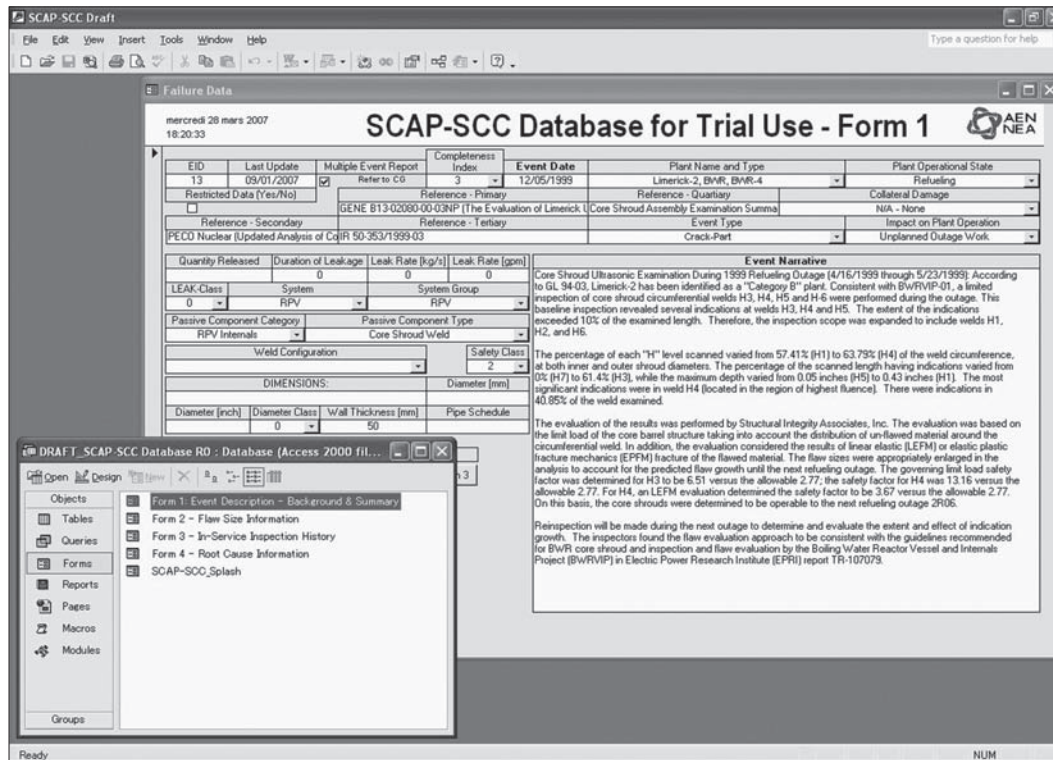 SCAP-SCC Draft
File Edit View Insert Tools Window Help
Type a question for help
Failure Data
mercredi 28 mars 2007
18:20:33
SCAP-SCC Database for Trial Use - Form 1
AEN
NEA
EID Last Update Multiple Event Report Completeness Index Event Date Plant Name and Type Plant Operational State
13 09/01/2007 Refer to CG 3 12/05/1999 Limerick-2, BWR, BWR-4 Refueling
Restricted Data (Yes/No) Reference - Primary Reference - Quartiary Collateral Damage
GENE B13-02080-00-03NP (The Evaluation of Limerick Core Shroud Assembly Examination Summa N/A - None
Reference - Secondary Reference - Tertiary Event Type Impact on Plant Operation
PECO Nuclear (Updated Analysis of Co IR 50-353/1999-03 Crack-Part Unplanned Outage Work
Quantity Released Duration of Leakage Leak Rate [kg/s] Leak Rate [gpm]
0 0 0
LEAK-Class System System Group
0 RPV RPV
Passive Component Category Passive Component Type
RPV Internals Core Shroud Weld
Weld Configuration Safety Class
2
DIMENSIONS: Diameter [mm]
Diameter [inch] Diameter Class Wall Thickness [mm] Pipe Schedule
0 50
n 3
Event Narrative
Core Shroud Ultrasonic Examination During 1999 Refueling Outage (4/16/1999 through 5/23/1999): According
to GL 94-03, Limerick-2 has been identified as a "Category B" plant. Consistent with BWRVIP-01, a limited
inspection of core shroud circumferential welds H3, H4, H5 and H-6 were performed during the outage. This
baseline inspection revealed several indications at welds H3, H4 and H5. The extent of the indications
exceeded 10% of the examined length. Therefore, the inspection scope was expanded to include welds H1,
H2, and H6.
The percentage of each "H" level scanned varied from 57.41% (H1) to 63.79% (H4) of the weld circumference,
at both inner and outer shroud diameters. The percentage of the scanned length having indications varied from
0% (H7) to 61.4% (H3), while the maximum depth varied from 0.05 inches (H5) to 0.43 inches (H1). The most
significant indications were in weld H4 (located in the region of highest fluence). There were indications in
40.85% of the weld examined.
The evaluation of the results was performed by Structural Integrity Associates, Inc. The evaluation was based on
the limit load of the core barrel structure taking into account the distribution of un-flawed material around the
circumferential weld. In addition, the evaluation considered the results of linear elastic (LEFM) or elastic plastic
fracture mechanics (EPFM) fracture of the flawed material. The flaw sizes were appropriately enlarged in the
analysis to account for the predicted flaw growth until the next refueling outage. The governing limit load safety
factor was determined for H3 to be 6.51 versus the allowable 2.77; the safety factor for H4 was 13.16 versus the
allowable 2.77. For H4, an LEFM evaluation determined the safety factor to be 3.67 versus the allowable 2.77.
On this basis, the core shrouds were determined to be operable to the next refueling outage 2R06.
Reinspection will be made during the next outage to determine and evaluate the extent and effect of indication
growth. The inspectors found the flaw evaluation approach to be consistent with the guidelines recommended
for BWR core shroud and inspection and flaw evaluation by the Boiling Water Reactor Vessel and Internals
Project (BWRVIP) in Electric Power Research Institute (EPRI) report TR-107079.
DRAFT_SCAP-SCC Database R0 : Database (Access 2000 fil...
Open Design New
Objects
Tables
Queries
Forms
Reports
Pages
Macros
Modules
Groups
Form 1: Event Description - Background & Summary
Form 2 - Flaw Size Information
Form 3 - In-Service Inspection History
Form 4 - Root Cause Information
SCAP-SCC_Splash
Ready NUM